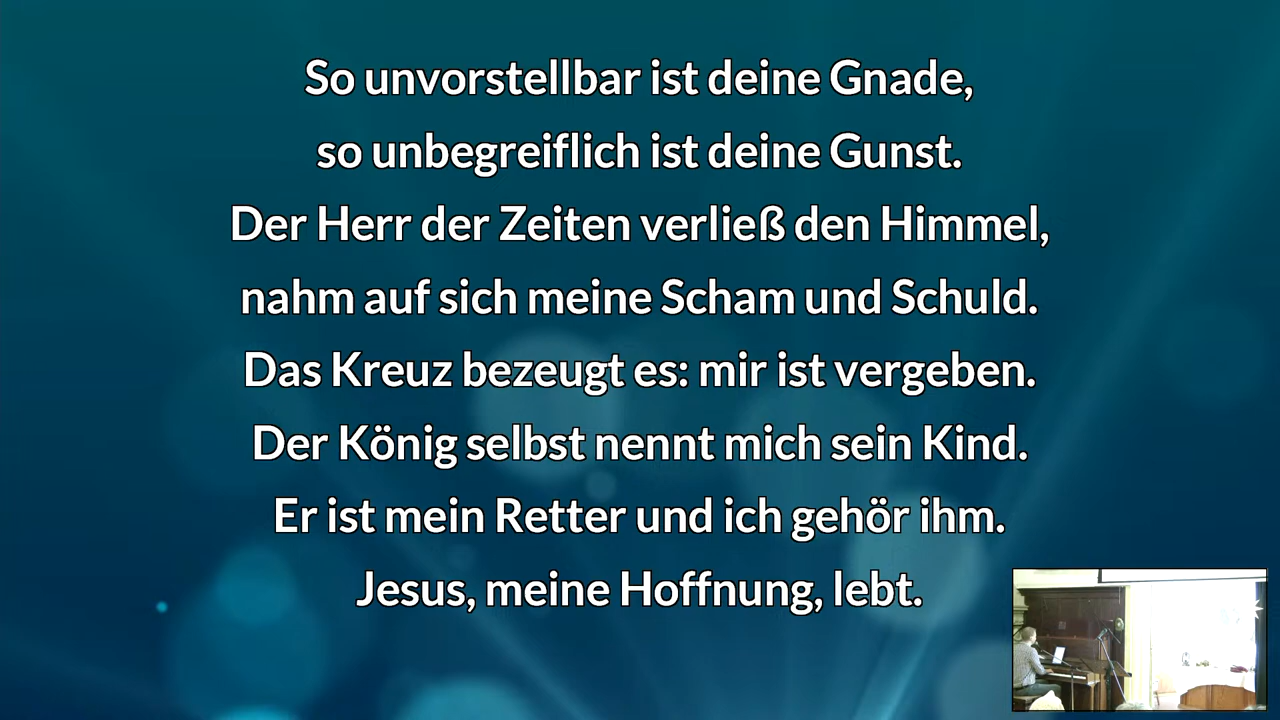 So unvorstellbar ist deine Gnade,
so unbegreiflich ist deine Gunst.
Der Herr der Zeiten verließ den Himmel,
nahm auf sich meine Scham und Schuld.
Das Kreuz bezeugt es: mir ist vergeben.
Der König selbst nennt mich sein Kind.
Er ist mein Retter und ich gehör ihm.
Jesus, meine Hoffnung, lebt.